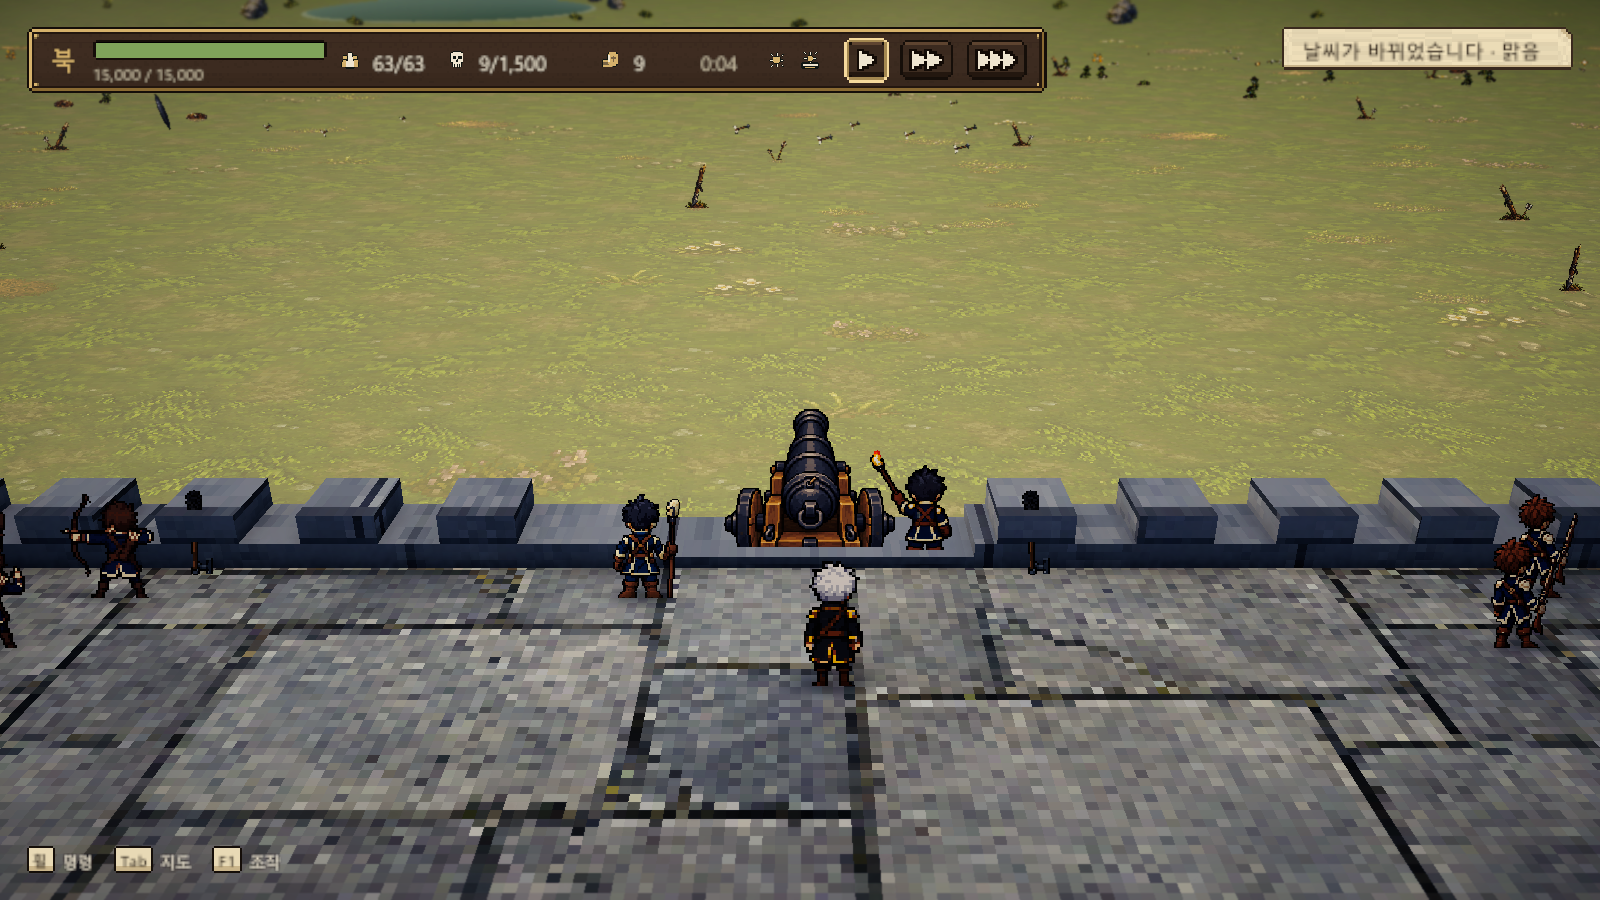 북
15,000 / 15,000
63/63
9/1,500
9
0:04
날씨가 바뀌었습니다 · 맑음
휠 명령 Tab 지도 F1 조작